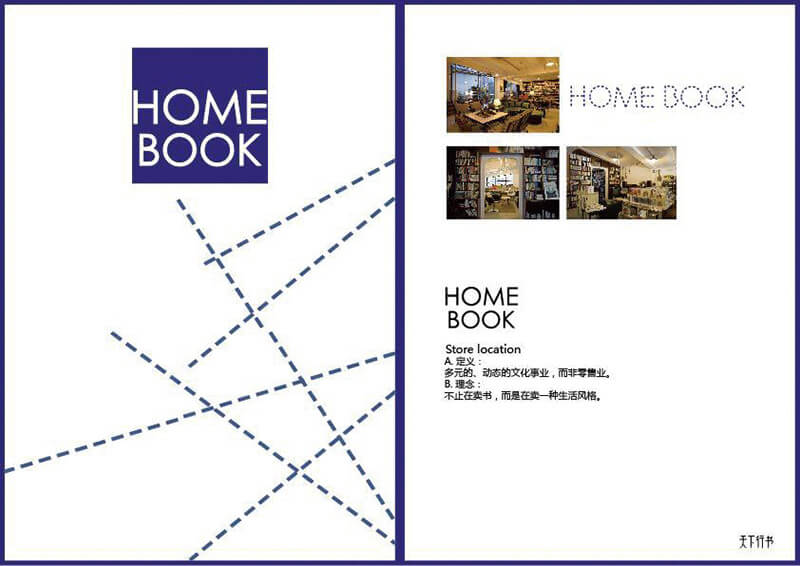 HOME
BOOK
HOME BOOK
HOME
BOOK
Store location
A. 定义：
多元的、动态的文化事业，而非零售业。
B. 理念：
不止在卖书，而是在卖一种生活风格。
天下行书